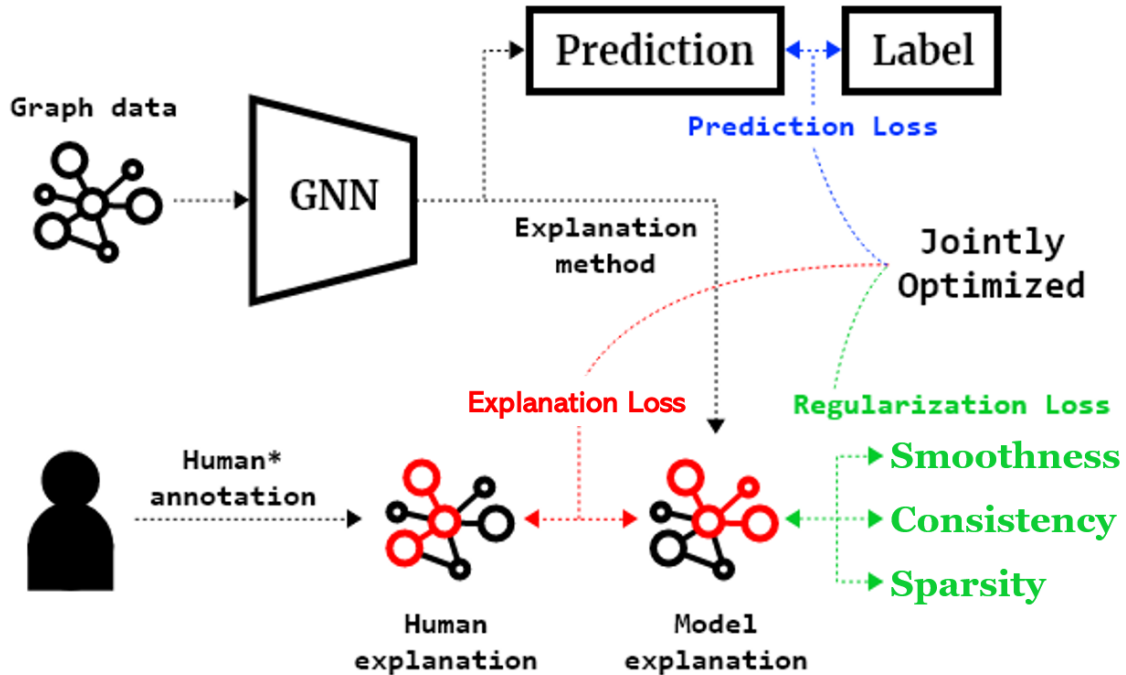 Prediction
Label
Graph data
Prediction Loss
GNN
Explanation
method
Jointly
Optimized
Explanation Loss
Regularization Loss
Human*
annotation
Smoothness
Consistency
Sparsity
Human
explanation
Model
explanation